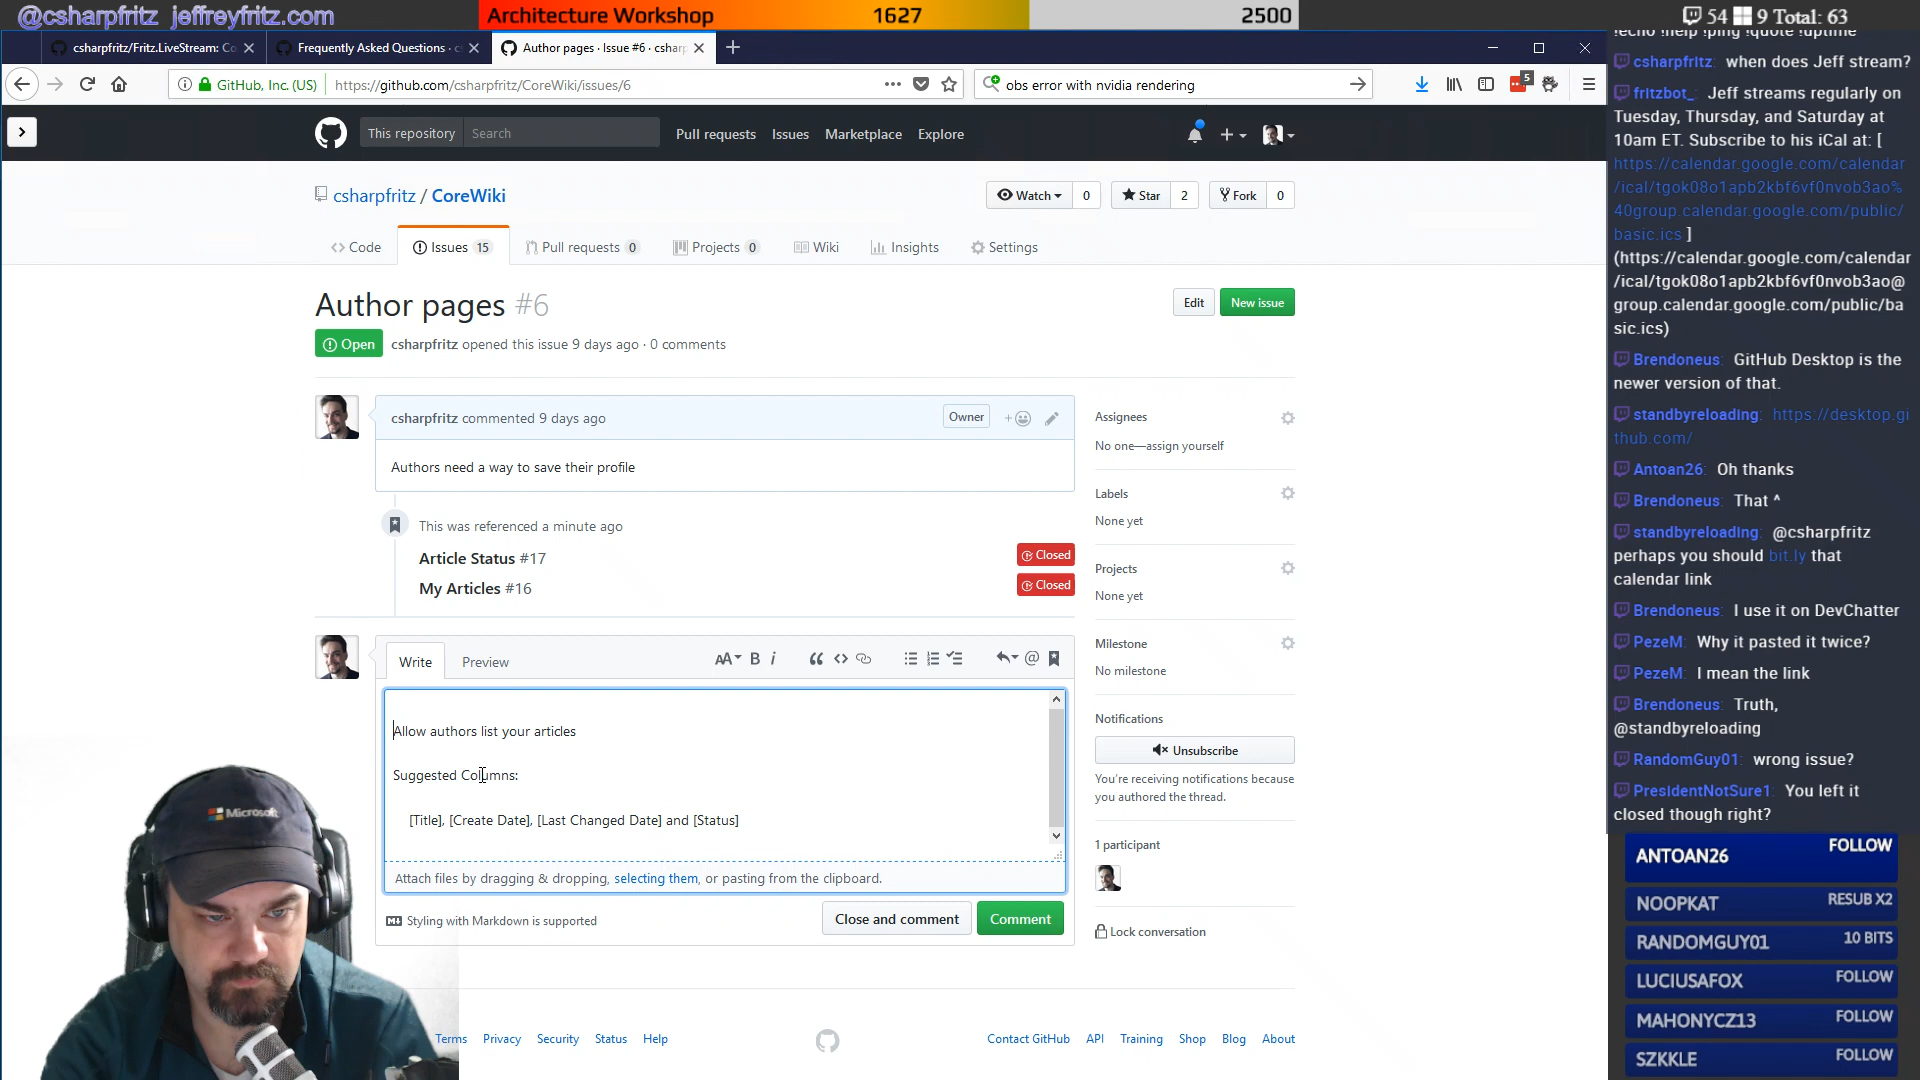 @csharpfritz jeffreyfritz.com
Architecture Workshop 1627 2500
54 9 Total: 63
csharpfritz/Fritz.LiveStream: Co
Frequently Asked Questions · c
Author pages · Issue #6 · csharp
GitHub, Inc. (US)
https://github.com/csharpfritz/CoreWiki/issues/6
obs error with nvidia rendering
5
This repository Search
Pull requests Issues Marketplace Explore
csharpfritz / CoreWiki
Watch 0 Star 2 Fork 0
Code Issues 15 Pull requests 0 Projects 0 Wiki Insights Settings
Author pages #6
Edit New issue
Open csharpfritz opened this issue 9 days ago · 0 comments
csharpfritz commented 9 days ago Owner
Authors need a way to save their profile
This was referenced a minute ago
Article Status #17 Closed
My Articles #16 Closed
Write Preview
AA B i
Allow authors list your articles
Suggested Columns:
[Title], [Create Date], [Last Changed Date] and [Status]
Attach files by dragging & dropping, selecting them, or pasting from the clipboard.
Styling with Markdown is supported
Close and comment Comment
Assignees
No one—assign yourself
Labels
None yet
Projects
None yet
Milestone
No milestone
Notifications
Unsubscribe
You're receiving notifications because
you authored the thread.
1 participant
Lock conversation
Terms Privacy Security Status Help
Contact GitHub API Training Shop Blog About
Microsoft
!echo !help !ping !quote !uptime
csharpfritz: when does Jeff stream?
fritzbot_: Jeff streams regularly on
Tuesday, Thursday, and Saturday at
10am ET. Subscribe to his iCal at: [
https://calendar.google.com/calendar
/ical/tgok08o1apb2kbf6vf0nvob3ao%
40group.calendar.google.com/public/
basic.ics ]
(https://calendar.google.com/calendar
/ical/tgok08o1apb2kbf6vf0nvob3ao@
group.calendar.google.com/public/ba
sic.ics)
Brendoneus: GitHub Desktop is the
newer version of that.
standbyreloading: https://desktop.gi
thub.com/
Antoan26: Oh thanks
Brendoneus: That ^
standbyreloading: @csharpfritz
perhaps you should bit.ly that
calendar link
Brendoneus: I use it on DevChatter
PezeM: Why it pasted it twice?
PezeM: I mean the link
Brendoneus: Truth,
@standbyreloading
RandomGuy01: wrong issue?
PresidentNotSure1: You left it
closed though right?
ANTOAN26 FOLLOW
NOOPKAT RESUB X2
RANDOMGUY01 10 BITS
LUCIUSAFOX FOLLOW
MAHONYCZ13 FOLLOW
SZKKLE FOLLOW